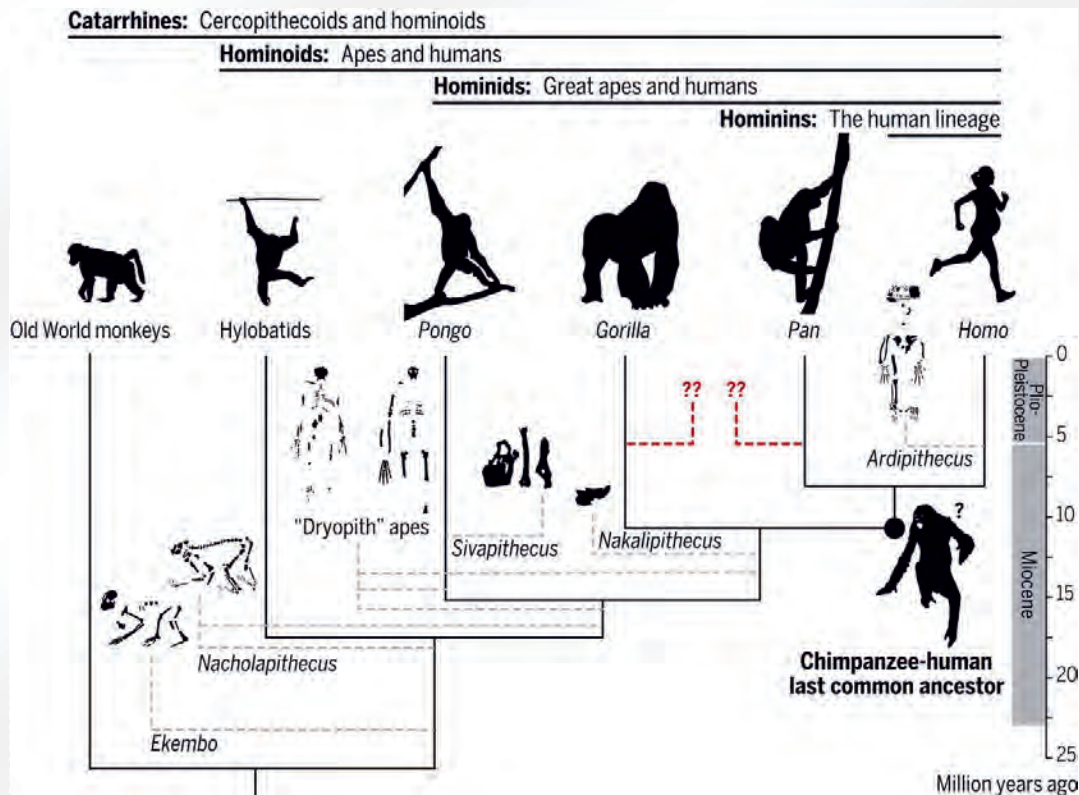 Catarrhines: Cercopithecoids and hominoids
Hominoids: Apes and humans
Hominids: Great apes and humans
Hominins: The human lineage
Old World monkeys
Hylobatids
Pongo
Gorilla
Pan
Homo
0
Plio-
Pleistocene
??
??
5
Ardipithecus
"Dryopith" apes
Sivapithecus
Nakalipithecus
10
?
Miocene
15
Nacholapithecus
Chimpanzee-human
last common ancestor
20
Ekembo
25
Million years ago